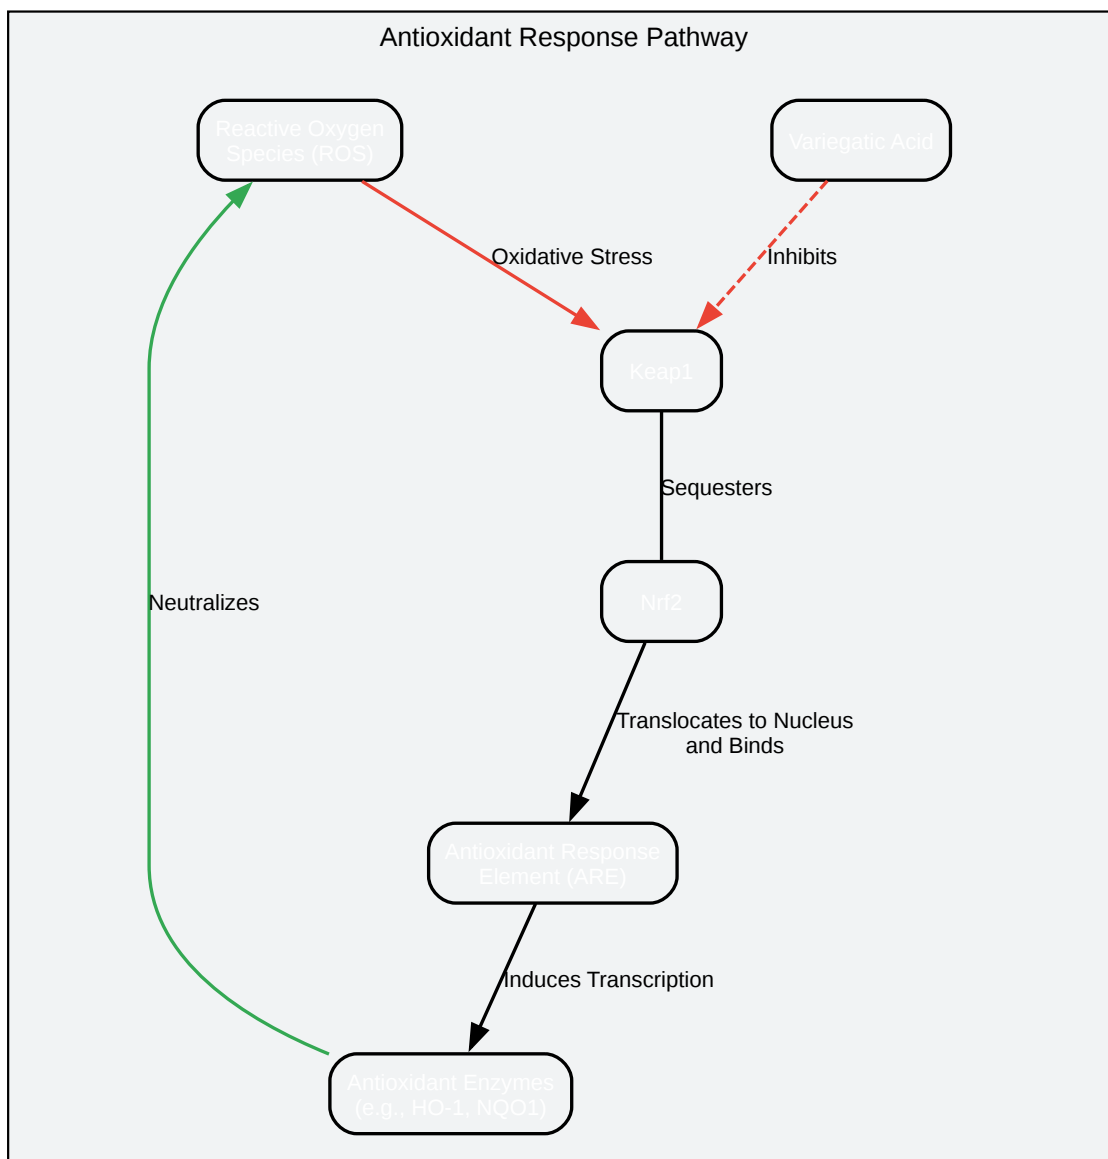 Antioxidant Response Pathway
Reactive Oxygen
Species (ROS)
Variegatic Acid
Oxidative Stress
Inhibits
Keap1
Sequesters
Nrf2
Neutralizes
Translocates to Nucleus
and Binds
Antioxidant Response
Element (ARE)
Induces Transcription
Antioxidant Enzymes
(e.g., HO-1, NQO1)